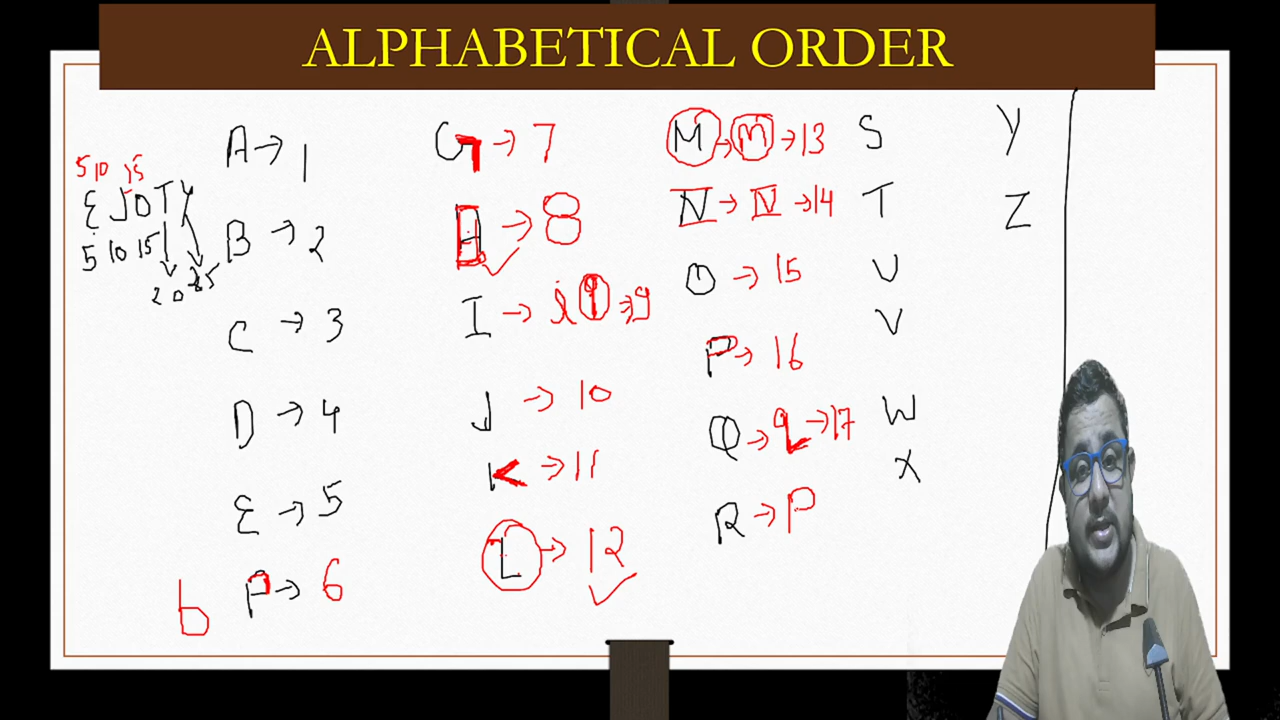 ALPHABETICAL ORDER
5 10 15
E J O T Y
5 10 15
20 25
A → 1
B → 2
C → 3
D → 4
E → 5
P → 6
b
G → 7
H → 8
I → i 9 → 9
J → 10
K → 11
L → 12
M → M → 13
N → N → 14
O → 15
P → 16
Q → q → 17
R → P
S
T
U
V
W
X
Y
Z